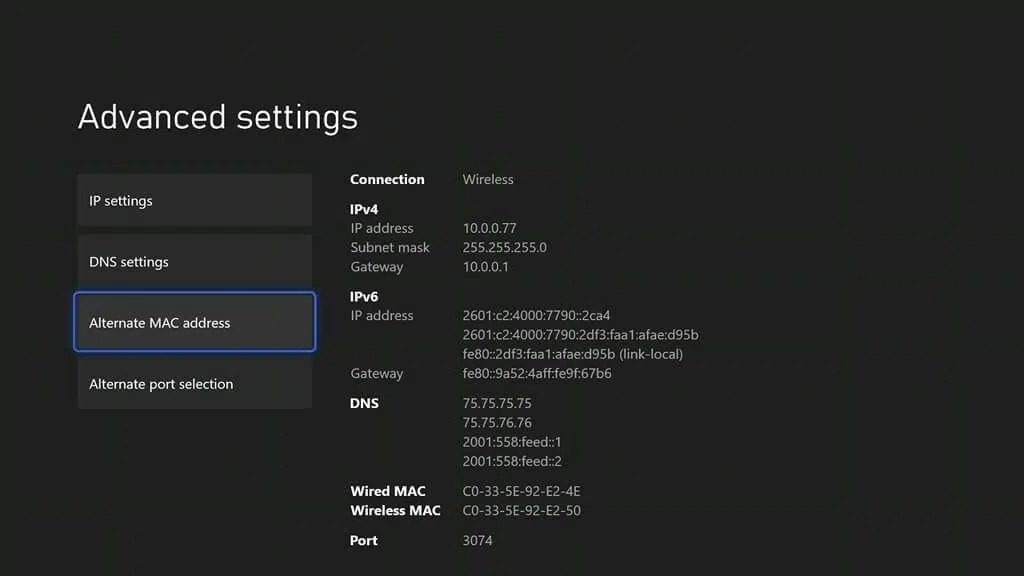 Advanced settings
IP settings
DNS settings
Alternate MAC address
Alternate port selection
Connection Wireless
IPv4
IP address 10.0.0.77
Subnet mask 255.255.255.0
Gateway 10.0.0.1
IPv6
IP address 2601:c2:4000:7790::2ca4
2601:c2:4000:7790:2df3:faa1:afae:d95b
fe80::2df3:faa1:afae:d95b (link-local)
Gateway fe80::9a52:4aff:fe9f:67b6
DNS 75.75.75.75
75.75.76.76
2001:558:feed::1
2001:558:feed::2
Wired MAC C0-33-5E-92-E2-4E
Wireless MAC C0-33-5E-92-E2-50
Port 3074